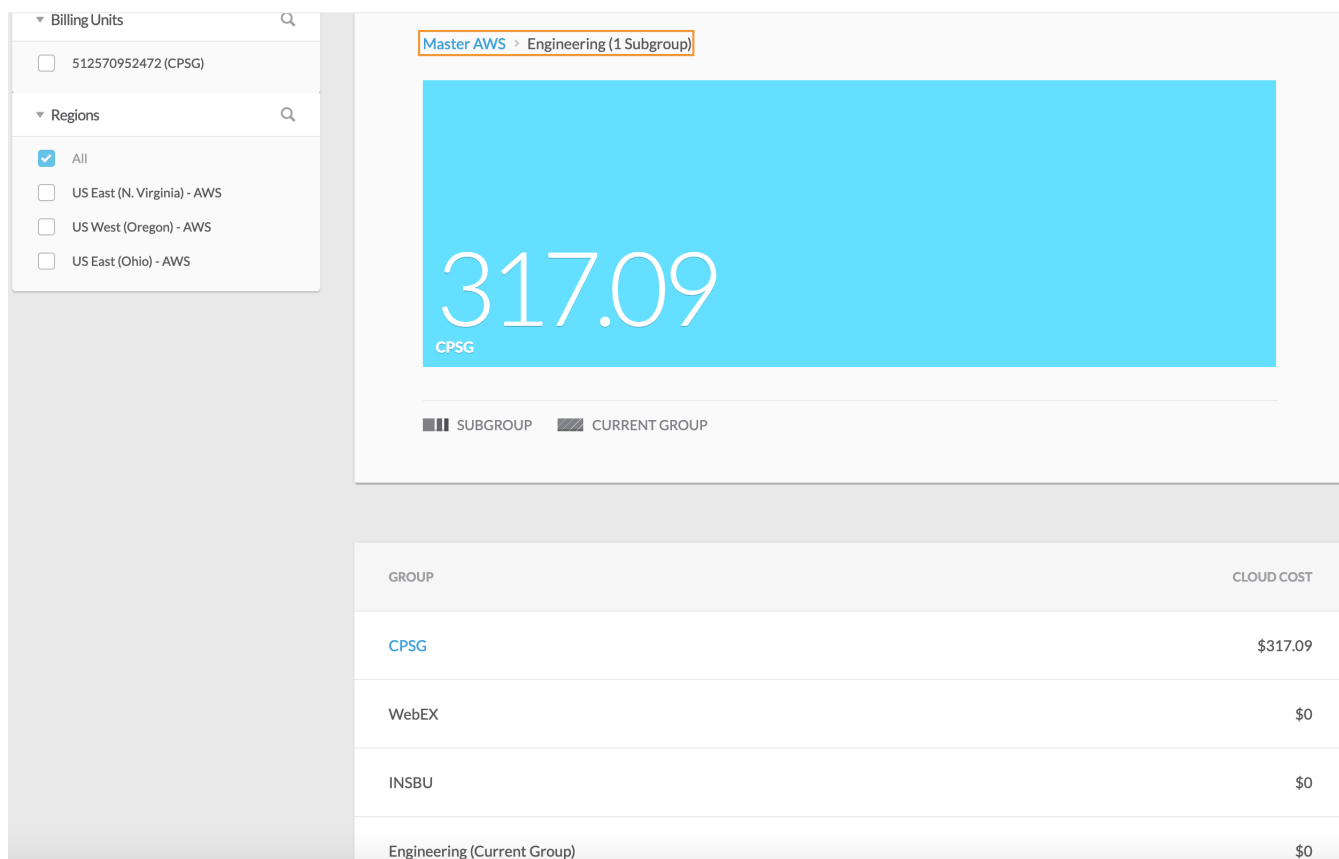 Billing Units
512570952472 (CPSG)
Regions
All
US East (N. Virginia) - AWS
US West (Oregon) - AWS
US East (Ohio) - AWS
Master AWS > Engineering (1 Subgroup)
317.09
CPSG
SUBGROUP CURRENT GROUP
GROUP CLOUD COST
CPSG $317.09
WebEX $0
INSBU $0
Engineering (Current Group) $0